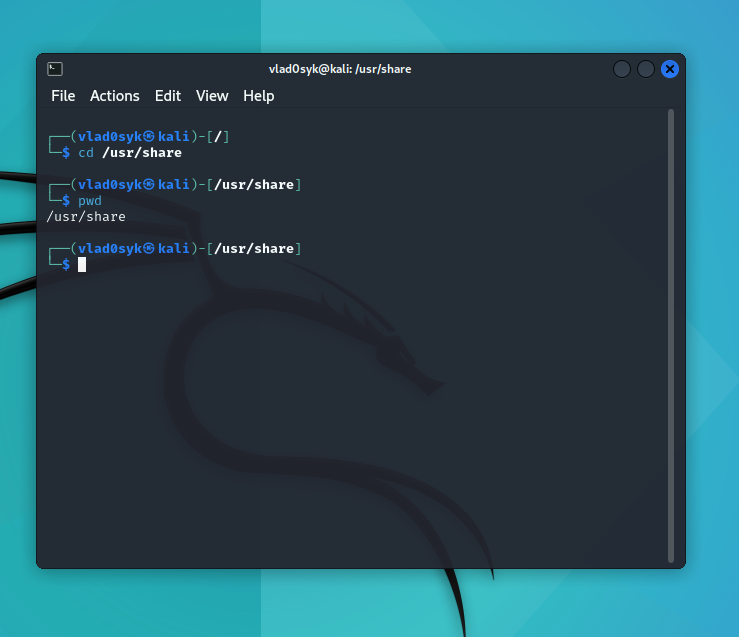 vlad0syk@kali: /usr/share
File Actions Edit View Help
┌──(vlad0syk㉿kali)-[/]
└─$ cd /usr/share
┌──(vlad0syk㉿kali)-[/usr/share]
└─$ pwd
/usr/share
┌──(vlad0syk㉿kali)-[/usr/share]
└─$